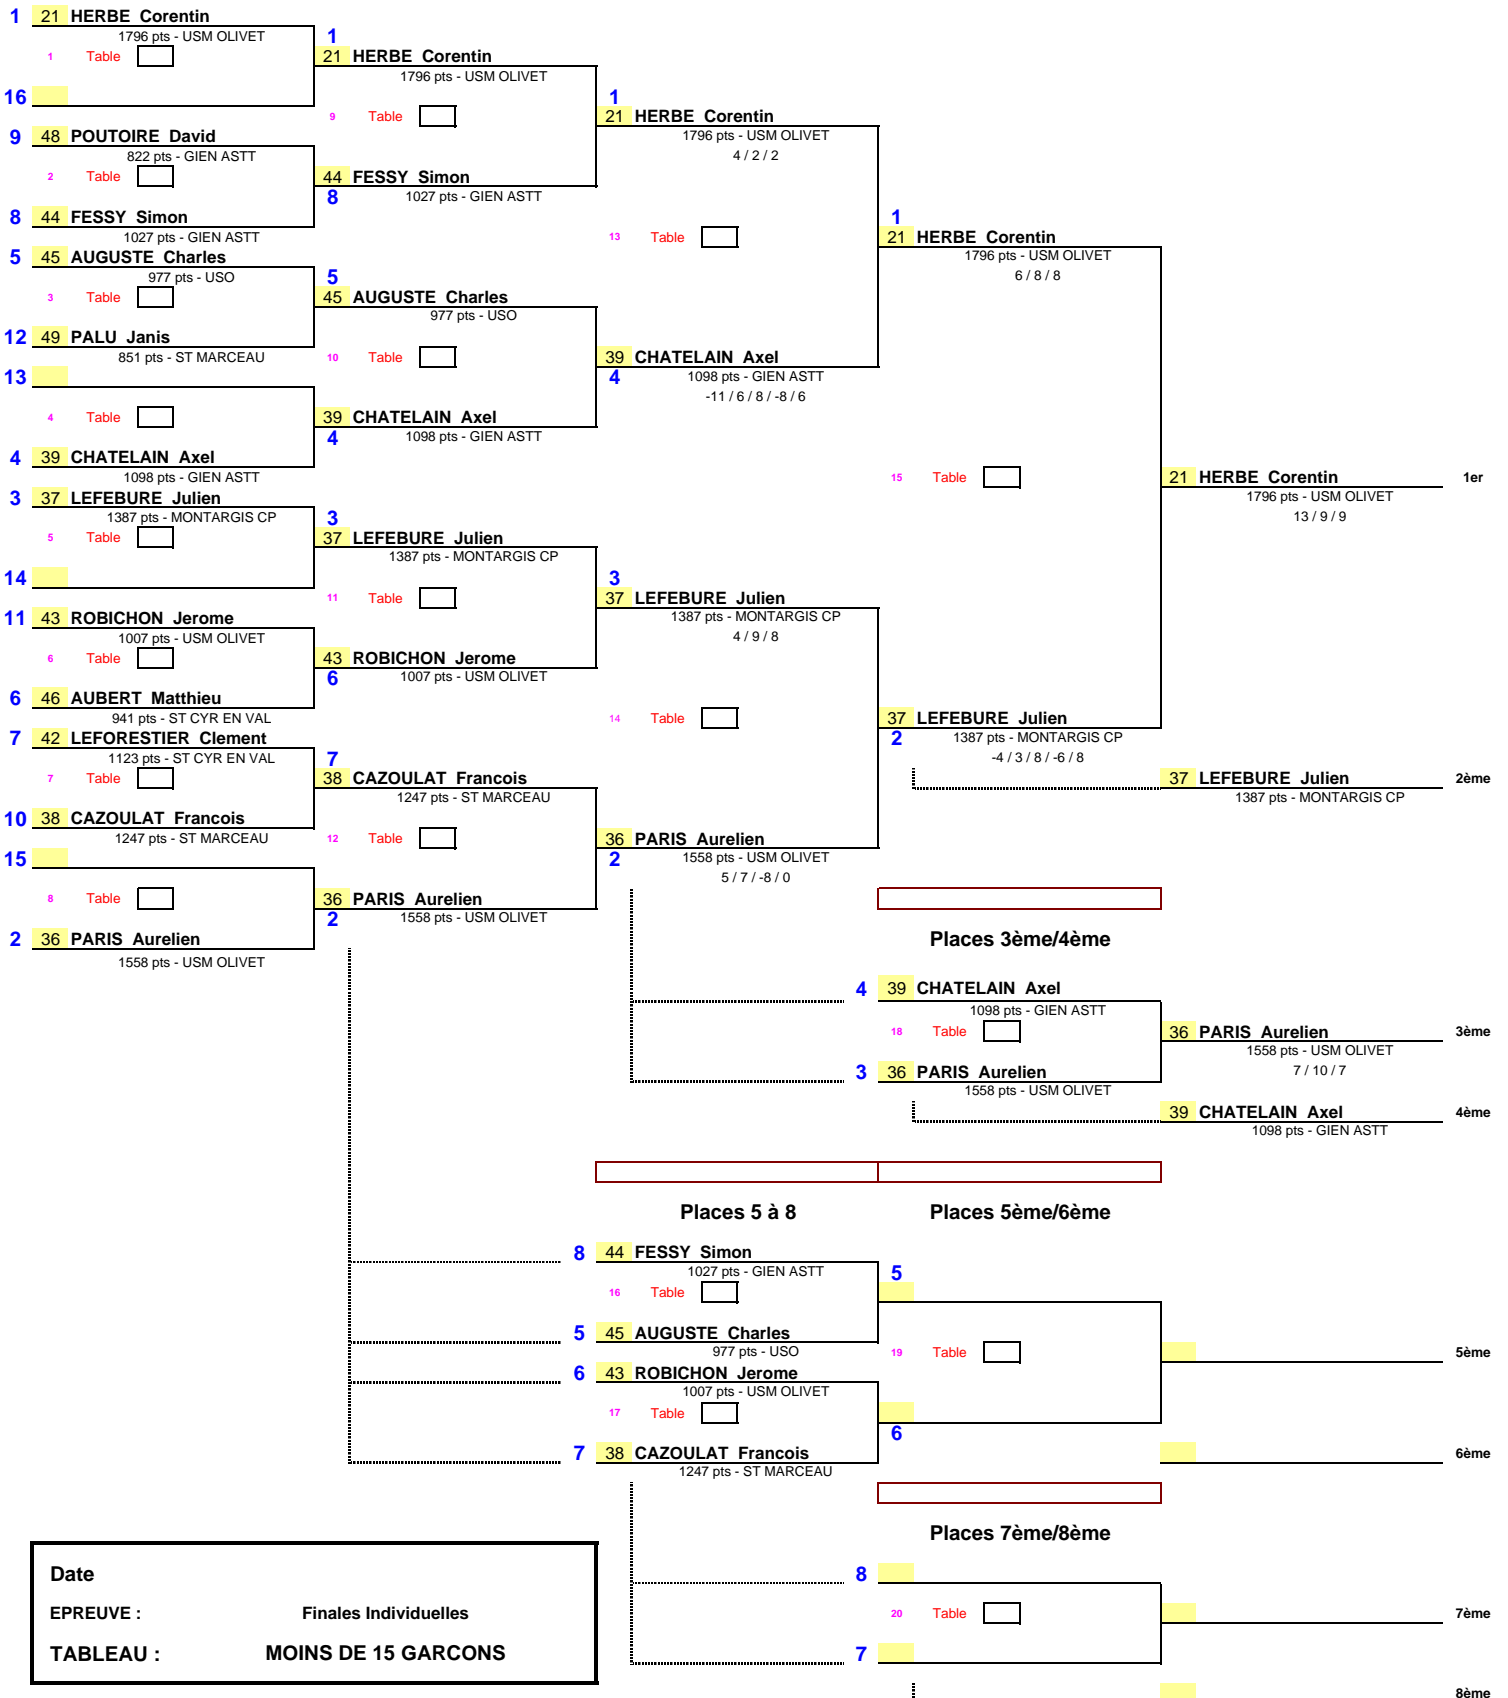 1 21 HERBE Corentin
1796 pts - USM OLIVET
1 Table
16
9 48 POUTOIRE David
822 pts - GIEN ASTT
2 Table
8 44 FESSY Simon
1027 pts - GIEN ASTT
5 45 AUGUSTE Charles
977 pts - USO
3 Table
12 49 PALU Janis
851 pts - ST MARCEAU
13
4 Table
4 39 CHATELAIN Axel
1098 pts - GIEN ASTT
3 37 LEFEBURE Julien
1387 pts - MONTARGIS CP
5 Table
14
11 43 ROBICHON Jerome
1007 pts - USM OLIVET
6 Table
6 46 AUBERT Matthieu
941 pts - ST CYR EN VAL
7 42 LEFORESTIER Clement
1123 pts - ST CYR EN VAL
7 Table
10 38 CAZOULAT Francois
1247 pts - ST MARCEAU
15
8 Table
2 36 PARIS Aurelien
1558 pts - USM OLIVET
1
21 HERBE Corentin
1796 pts - USM OLIVET
9 Table
44 FESSY Simon
8 1027 pts - GIEN ASTT
5
45 AUGUSTE Charles
977 pts - USO
10 Table
39 CHATELAIN Axel
4 1098 pts - GIEN ASTT
3
37 LEFEBURE Julien
1387 pts - MONTARGIS CP
11 Table
43 ROBICHON Jerome
6 1007 pts - USM OLIVET
7
38 CAZOULAT Francois
1247 pts - ST MARCEAU
12 Table
36 PARIS Aurelien
2 1558 pts - USM OLIVET
1
21 HERBE Corentin
1796 pts - USM OLIVET
4 / 2 / 2
13 Table
39 CHATELAIN Axel
4 1098 pts - GIEN ASTT
-11 / 6 / 8 / -8 / 6
3
37 LEFEBURE Julien
1387 pts - MONTARGIS CP
4 / 9 / 8
14 Table
36 PARIS Aurelien
2 1558 pts - USM OLIVET
5 / 7 / -8 / 0
1
21 HERBE Corentin
1796 pts - USM OLIVET
6 / 8 / 8
15 Table
37 LEFEBURE Julien
2 1387 pts - MONTARGIS CP
-4 / 3 / 8 / -6 / 8
21 HERBE Corentin 1er
1796 pts - USM OLIVET
13 / 9 / 9
37 LEFEBURE Julien 2ème
1387 pts - MONTARGIS CP
Places 3ème/4ème
4 39 CHATELAIN Axel
1098 pts - GIEN ASTT
18 Table
3 36 PARIS Aurelien
1558 pts - USM OLIVET
36 PARIS Aurelien 3ème
1558 pts - USM OLIVET
7 / 10 / 7
39 CHATELAIN Axel 4ème
1098 pts - GIEN ASTT
Places 5 à 8
Places 5ème/6ème
8 44 FESSY Simon
1027 pts - GIEN ASTT
16 Table
5 45 AUGUSTE Charles
977 pts - USO
6 43 ROBICHON Jerome
1007 pts - USM OLIVET
17 Table
7 38 CAZOULAT Francois
1247 pts - ST MARCEAU
5
19 Table
6
5ème
6ème
Places 7ème/8ème
8
20 Table
7
7ème
8ème
Date
EPREUVE : Finales Individuelles
TABLEAU : MOINS DE 15 GARCONS